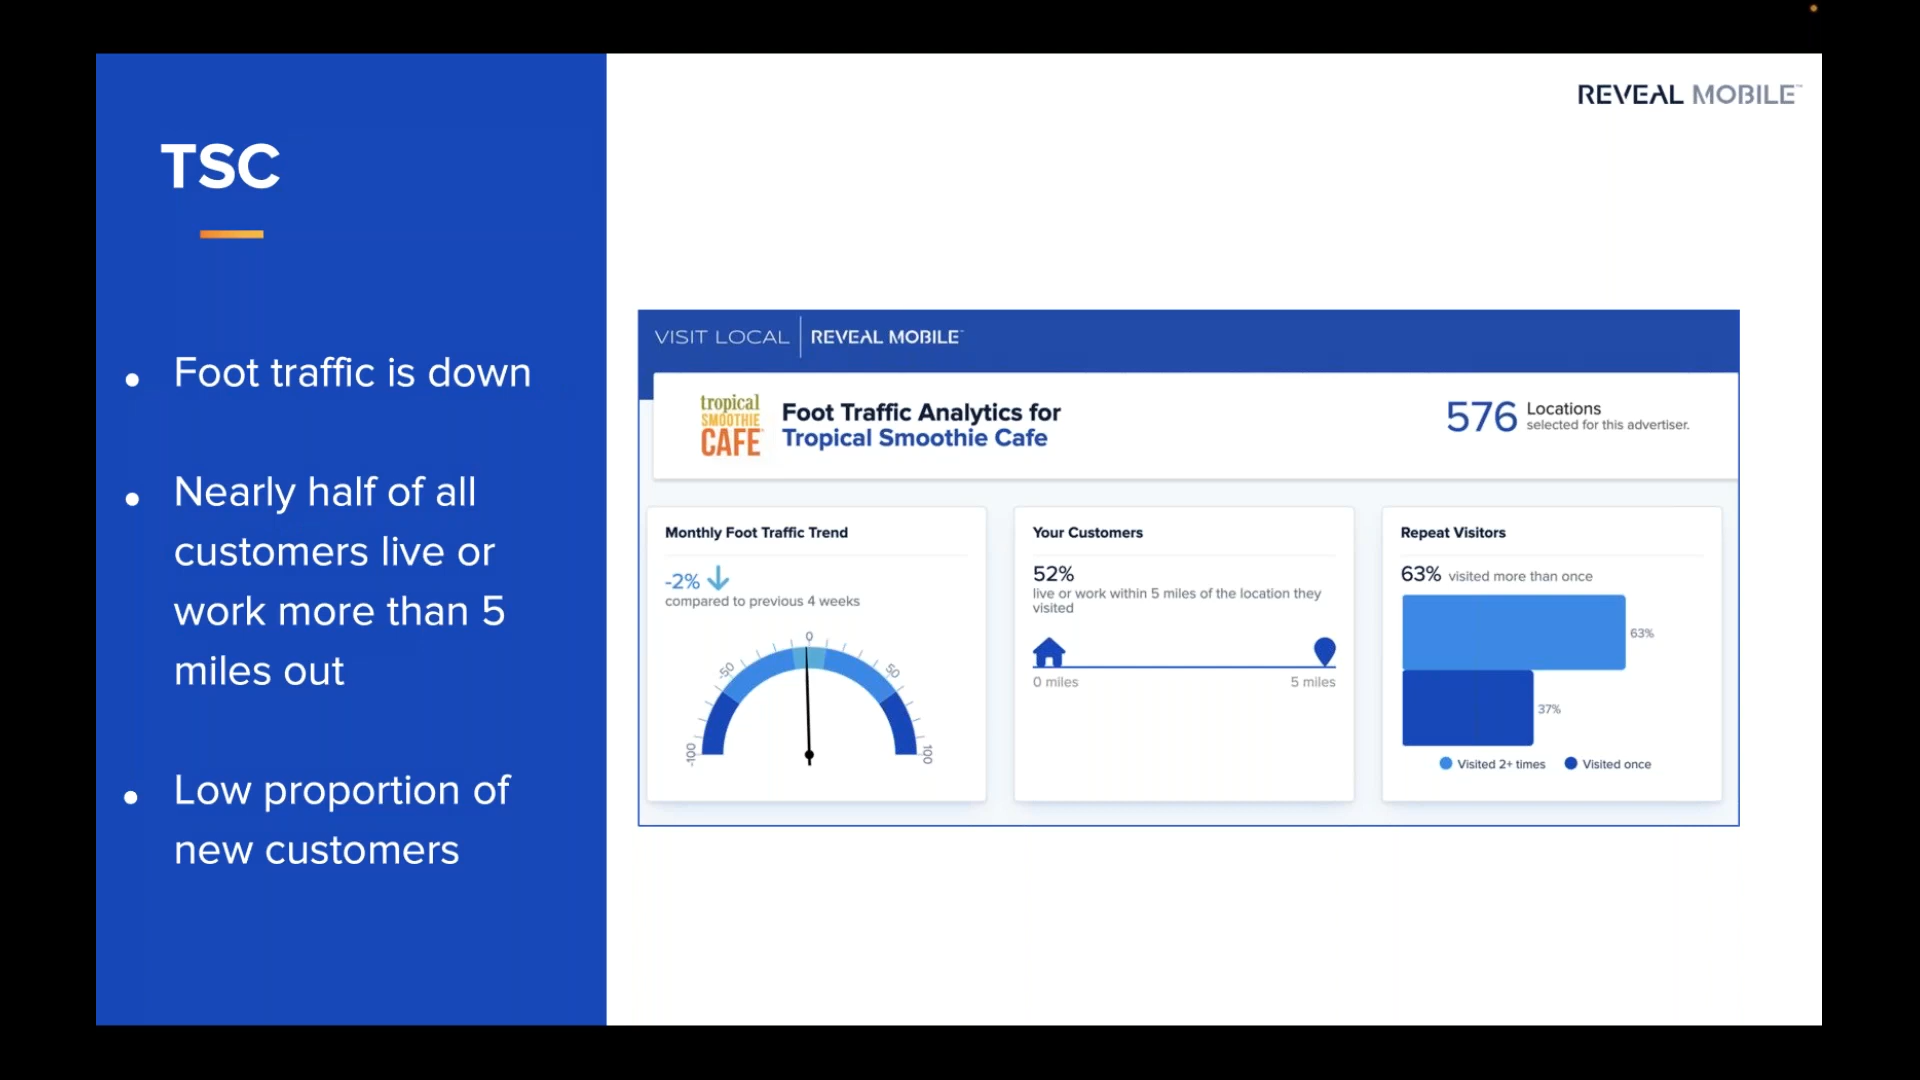 REVEAL MOBILE™
TSC
• Foot traffic is down
• Nearly half of all
customers live or
work more than 5
miles out
• Low proportion of
new customers
VISIT LOCAL | REVEAL MOBILE™
tropical
SMOOTHIE
CAFE
Foot Traffic Analytics for
Tropical Smoothie Cafe
576 Locations
selected for this advertiser.
Monthly Foot Traffic Trend
-2%
compared to previous 4 weeks
-100
-50
0
50
100
Your Customers
52%
live or work within 5 miles of the location they
visited
0 miles
5 miles
Repeat Visitors
63% visited more than once
63%
37%
Visited 2+ times
Visited once